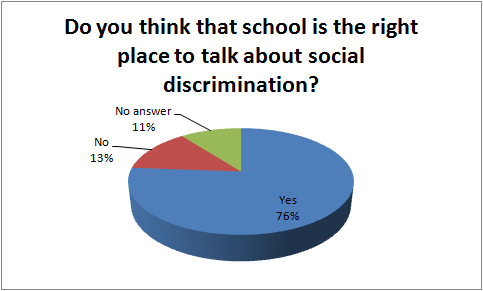 Do you think that school is the right
place to talk about social
discrimination?
No answer
11%
No
13%
Yes
76%